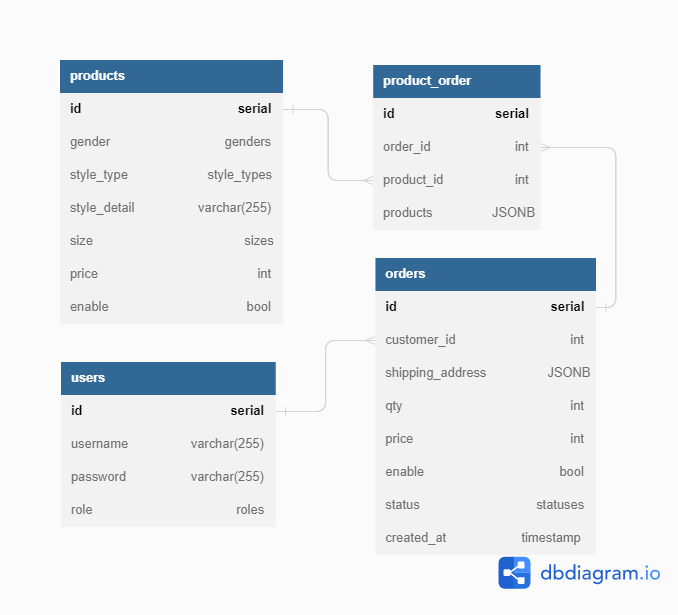 products
id serial
gender genders
style_type style_types
style_detail varchar(255)
size sizes
price int
enable bool
product_order
id serial
order_id int
product_id int
products JSONB
users
id serial
username varchar(255)
password varchar(255)
role roles
orders
id serial
customer_id int
shipping_address JSONB
qty int
price int
enable bool
status statuses
created_at timestamp
dbdiagram.io